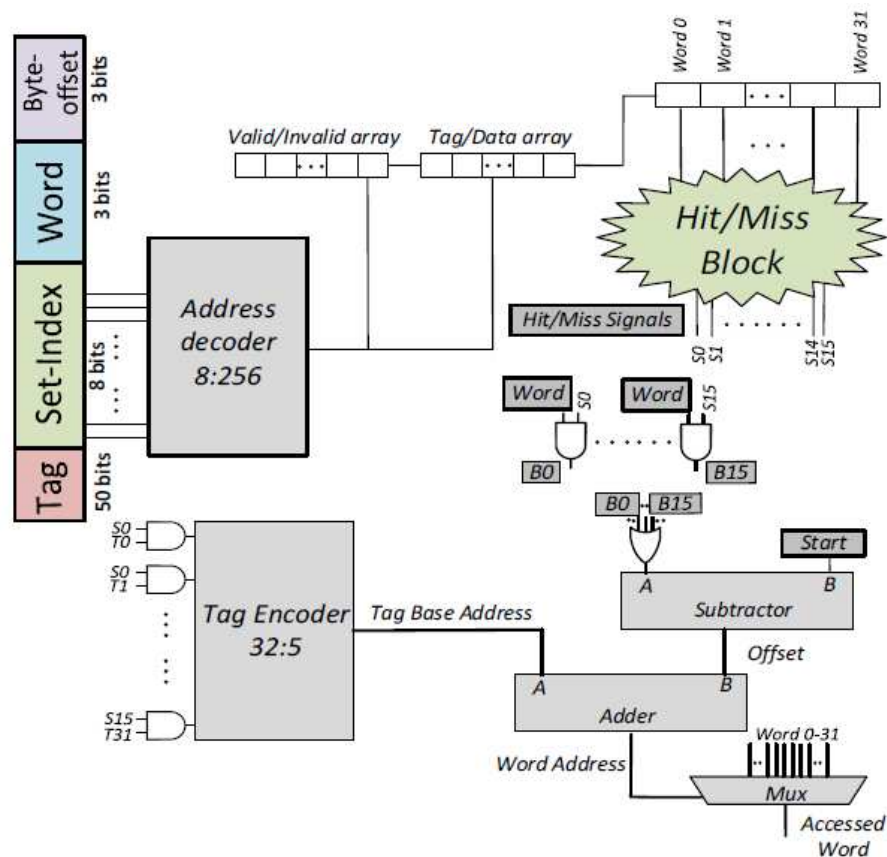 Byte-
offset
3 bits
Word
3 bits
Set-Index
8 bits
Tag
50 bits
Address
decoder
8:256
Valid/Invalid array
Tag/Data array
Word 0
Word 1
Word 31
Hit/Miss
Block
Hit/Miss Signals
S0
S1
S14
S15
Word
S0
Word
S15
B0
B15
B0
B15
Start
A
B
Subtractor
Offset
S0
T0
S0
T1
S15
T31
Tag Encoder
32:5
Tag Base Address
A
B
Adder
Word Address
Word 0-31
Mux
Accessed
Word